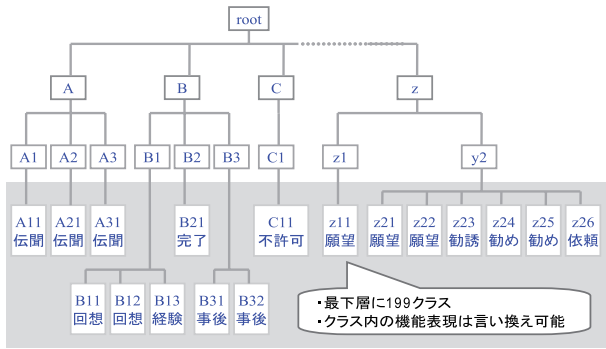 root
A B C z
A1 A2 A3 B1 B2 B3 C1 z1 y2
A11 A21 A31 B21 C11 z11 z21 z22 z23 z24 z25 z26
伝聞 伝聞 伝聞 完了 不許可 願望 願望 願望 勧誘 勧め 勧め 依頼
B11 B12 B13 B31 B32
回想 回想 経験 事後 事後
・最下層に199クラス
・クラス内の機能表現は言い換え可能